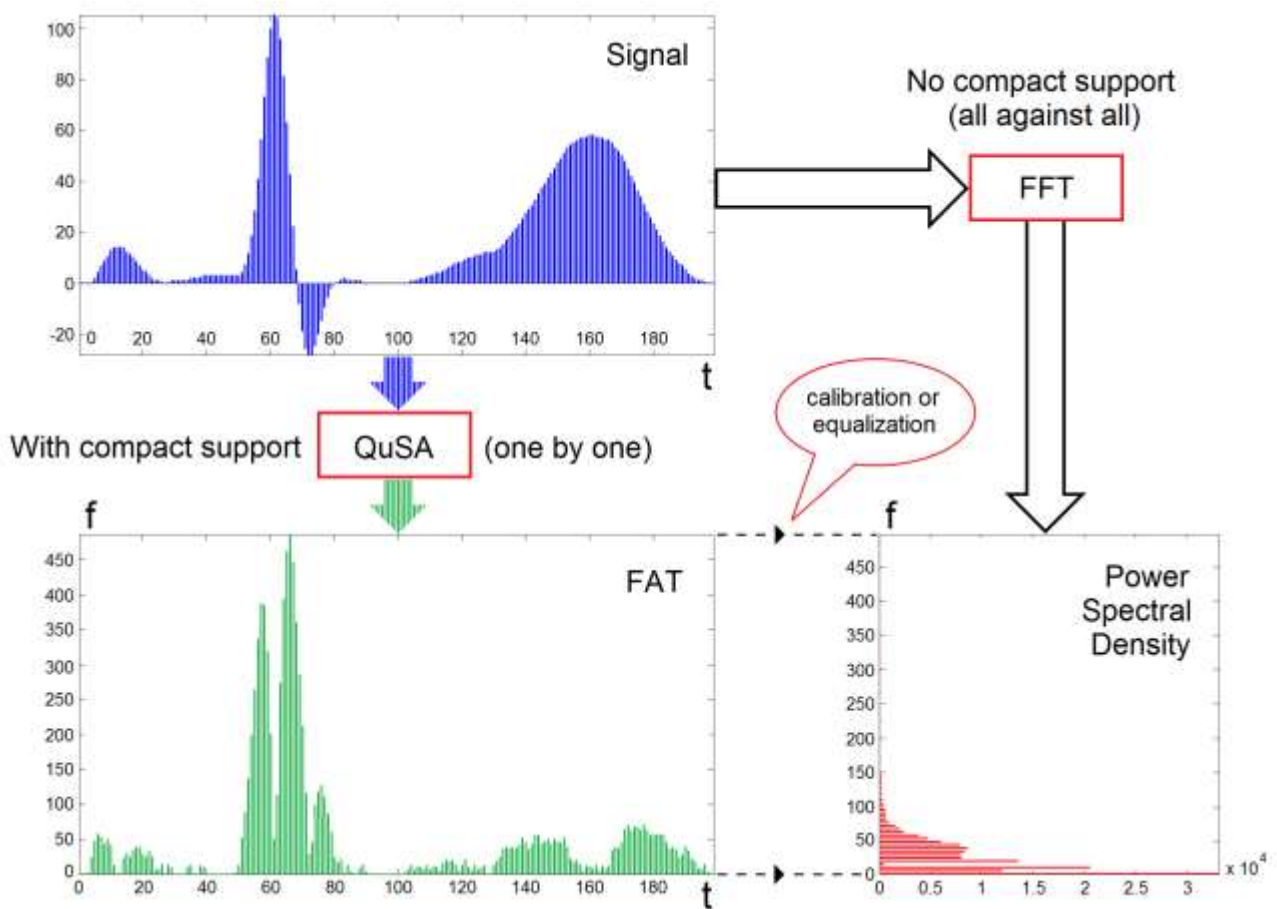 100
80
60
40
20
0
-20
0 20 40 60 80 100 120 140 160 180
Signal
t
No compact support
(all against all)
FFT
With compact support
QuSA
(one by one)
calibration or
equalization
f
450
400
350
300
250
200
150
100
50
0
0 20 40 60 80 100 120 140 160 180
FAT
t
f
450
400
350
300
250
200
150
100
50
0
0 0.5 1 1.5 2 2.5 3
x 10⁴
Power
Spectral
Density